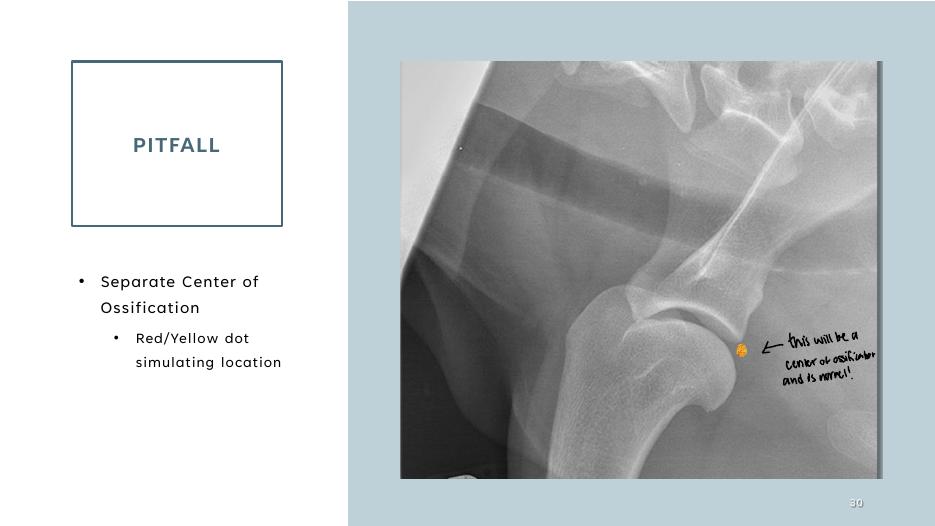 PITFALL
• Separate Center of
Ossification
• Red/Yellow dot
simulating location
← this will be a
center of ossification
and is normal!
30